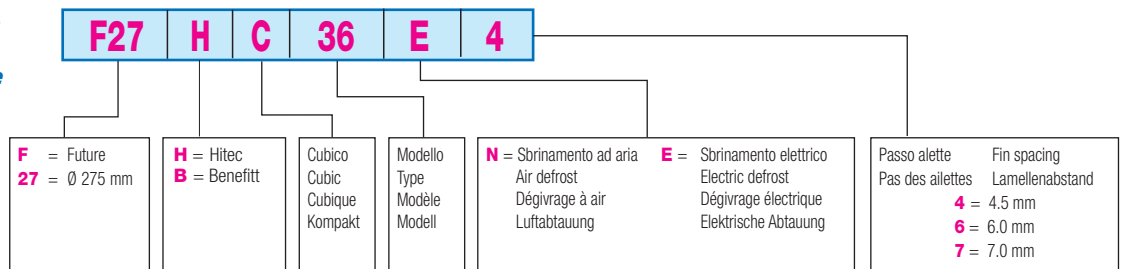 F27 H C 36 E 4
e
F = Future
27 = Ø 275 mm
H = Hitec
B = Benefitt
Cubico
Cubic
Cubique
Kompakt
Modello
Type
Modèle
Modell
N = Sbrinamento ad aria
Air defrost
Dégivrage à air
Luftabtauung
E = Sbrinamento elettrico
Electric defrost
Dégivrage électrique
Elektrische Abtauung
Passo alette Fin spacing
Pas des ailettes Lamellenabstand
4 = 4.5 mm
6 = 6.0 mm
7 = 7.0 mm